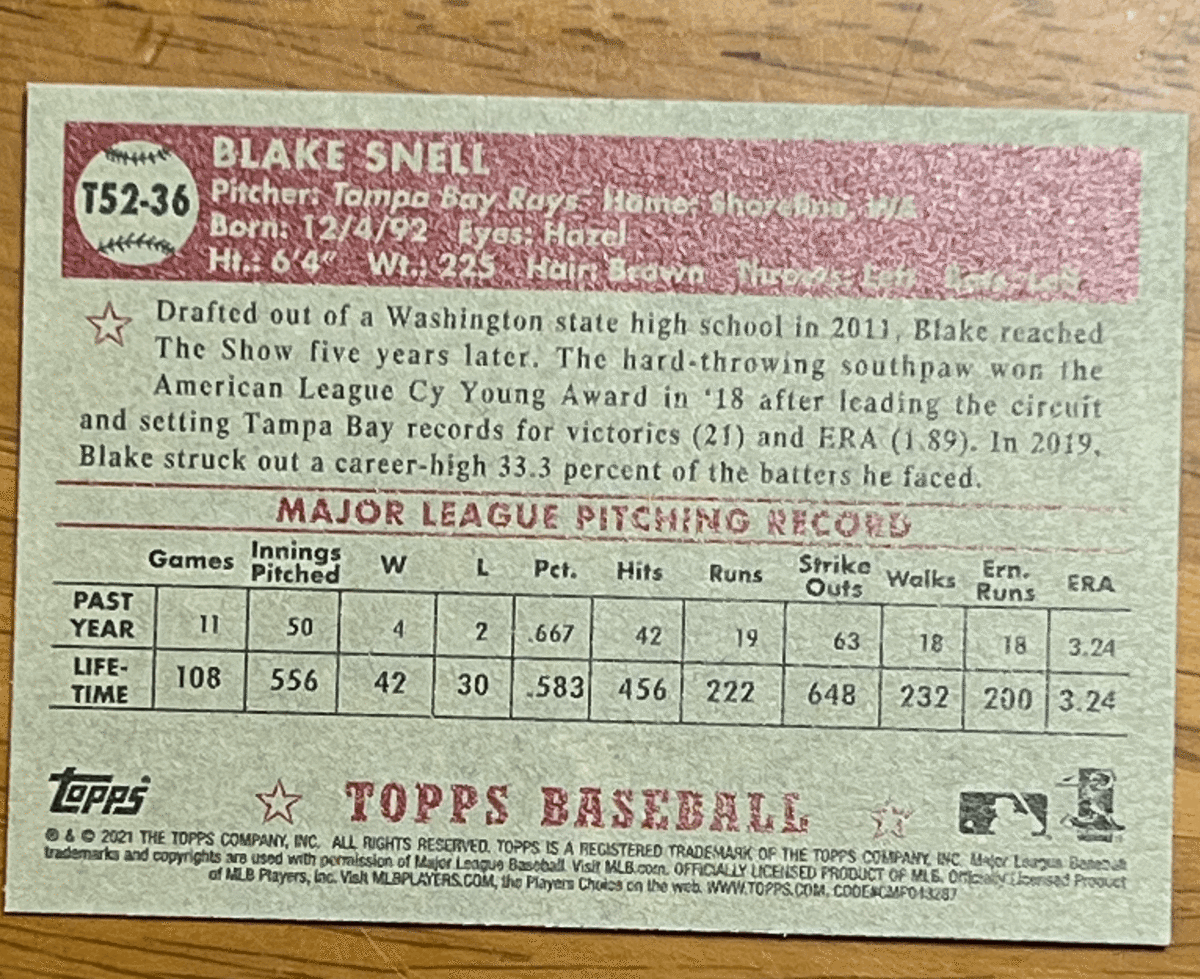 T52-36
BLAKE SNELL
Pitcher: Tampa Bay Rays Home: Shoreline, WA
Born: 12/4/92 Eyes: Hazel
Ht.: 6'4" Wt.: 225 Hair: Brown Throws: Left Bats: Left
Drafted out of a Washington state high school in 2011, Blake reached
The Show five years later. The hard-throwing southpaw won the
American League Cy Young Award in '18 after leading the circuit
and setting Tampa Bay records for victories (21) and ERA (1.89). In 2019,
Blake struck out a career-high 33.3 percent of the batters he faced.
MAJOR LEAGUE PITCHING RECORD
Games Innings Pitched W L Pct. Hits Runs Strike Outs Walks Ern. Runs ERA
PAST YEAR 11 50 4 2 .667 42 19 63 18 18 3.24
LIFE-TIME 108 556 42 30 .583 456 222 648 232 200 3.24
topps TOPPS BASEBALL
® & © 2021 THE TOPPS COMPANY, INC. ALL RIGHTS RESERVED. TOPPS IS A REGISTERED TRADEMARK OF THE TOPPS COMPANY, INC. Major League Baseball
trademarks and copyrights are used with permission of Major League Baseball. Visit MLB.com. OFFICIALLY LICENSED PRODUCT OF MLB. Officially Licensed Product
of MLB Players, Inc. Visit MLBPLAYERS.COM, the Players Choice on the web. WWW.TOPPS.COM. CODE#CMP013287